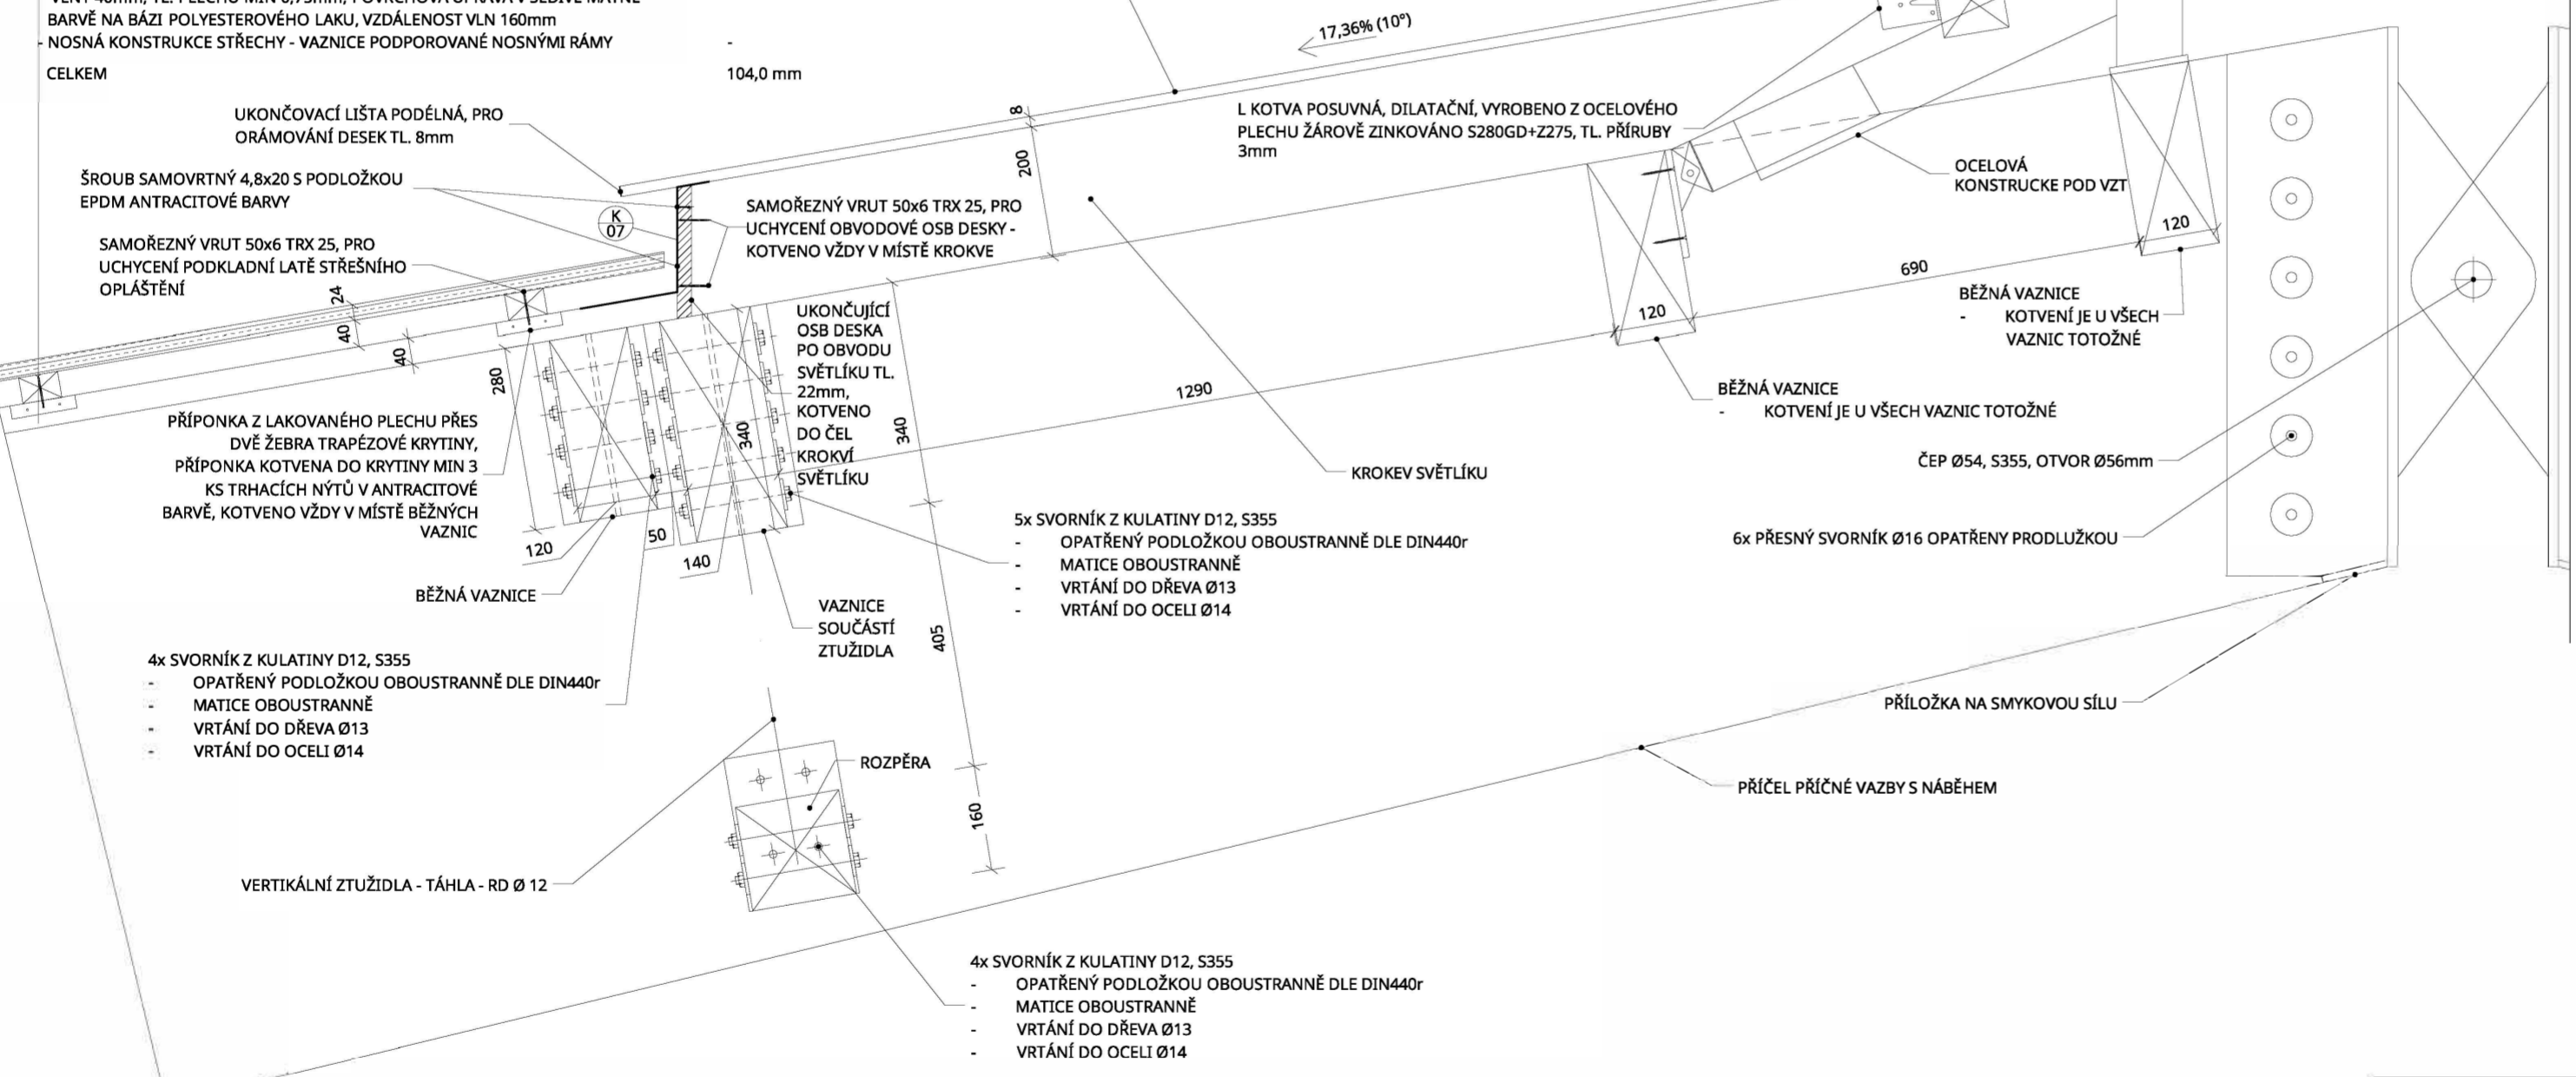 BARVĚ NA BÁZI POLYESTEROVÉHO LAKU, VZDÁLENOST VLN 160mm
- NOSNÁ KONSTRUKCE STŘECHY - VAZNICE PODPOROVANÉ NOSNÝMI RÁMY -
CELKEM 104,0 mm
17,36% (10°)
UKONČOVACÍ LIŠTA PODÉLNÁ, PRO
ORÁMOVÁNÍ DESEK TL. 8mm
ŠROUB SAMOVRTNÝ 4,8x20 S PODLOŽKOU
EPDM ANTRACITOVÉ BARVY
K
07
SAMOŘEZNÝ VRUT 50x6 TRX 25, PRO
UCHYCENÍ PODKLADNÍ LATĚ STŘEŠNÍHO
OPLÁŠTĚNÍ
SAMOŘEZNÝ VRUT 50x6 TRX 25, PRO
UCHYCENÍ OBVODOVÉ OSB DESKY -
KOTVENO VŽDY V MÍSTĚ KROKVE
8
200
L KOTVA POSUVNÁ, DILATAČNÍ, VYROBENO Z OCELOVÉHO
PLECHU ŽÁROVĚ ZINKOVÁNO S280GD+Z275, TL. PŘÍRUBY
3mm
OCELOVÁ
KONSTRUCKE POD VZT
120
690
120
1290
BĚŽNÁ VAZNICE
- KOTVENÍ JE U VŠECH
VAZNIC TOTOŽNÉ
BĚŽNÁ VAZNICE
- KOTVENÍ JE U VŠECH VAZNIC TOTOŽNÉ
24
40
40
280
UKONČUJÍCÍ
OSB DESKA
PO OBVODU
SVĚTLÍKU TL.
22mm,
KOTVENO
DO ČEL
KROKVÍ
SVĚTLÍKU
340
340
PŘÍPONKA Z LAKOVANÉHO PLECHU PŘES
DVĚ ŽEBRA TRAPÉZOVÉ KRYTINY,
PŘÍPONKA KOTVENA DO KRYTINY MIN 3
KS TRHACÍCH NÝTŮ V ANTRACITOVÉ
BARVĚ, KOTVENO VŽDY V MÍSTĚ BĚŽNÝCH
VAZNIC
120
50
140
KROKEV SVĚTLÍKU
ČEP Ø54, S355, OTVOR Ø56mm
6x PŘESNÝ SVORNÍK Ø16 OPATŘENY PRODLUŽKOU
5x SVORNÍK Z KULATINY D12, S355
- OPATŘENÝ PODLOŽKOU OBOUSTRANNĚ DLE DIN440r
- MATICE OBOUSTRANNĚ
- VRTÁNÍ DO DŘEVA Ø13
- VRTÁNÍ DO OCELI Ø14
BĚŽNÁ VAZNICE
VAZNICE
SOUČÁSTÍ
ZTUŽIDLA
405
4x SVORNÍK Z KULATINY D12, S355
- OPATŘENÝ PODLOŽKOU OBOUSTRANNĚ DLE DIN440r
- MATICE OBOUSTRANNĚ
- VRTÁNÍ DO DŘEVA Ø13
- VRTÁNÍ DO OCELI Ø14
PŘÍLOŽKA NA SMYKOVOU SÍLU
ROZPĚRA
160
PŘÍČEL PŘÍČNÉ VAZBY S NÁBĚHEM
VERTIKÁLNÍ ZTUŽIDLA - TÁHLA - RD Ø 12
4x SVORNÍK Z KULATINY D12, S355
- OPATŘENÝ PODLOŽKOU OBOUSTRANNĚ DLE DIN440r
- MATICE OBOUSTRANNĚ
- VRTÁNÍ DO DŘEVA Ø13
- VRTÁNÍ DO OCELI Ø14